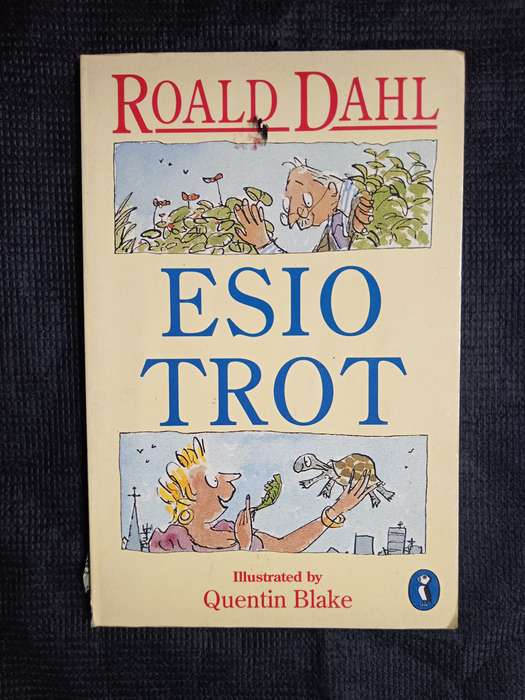 ROALD DAHL
ESIO
TROT
Illustrated by
Quentin Blake